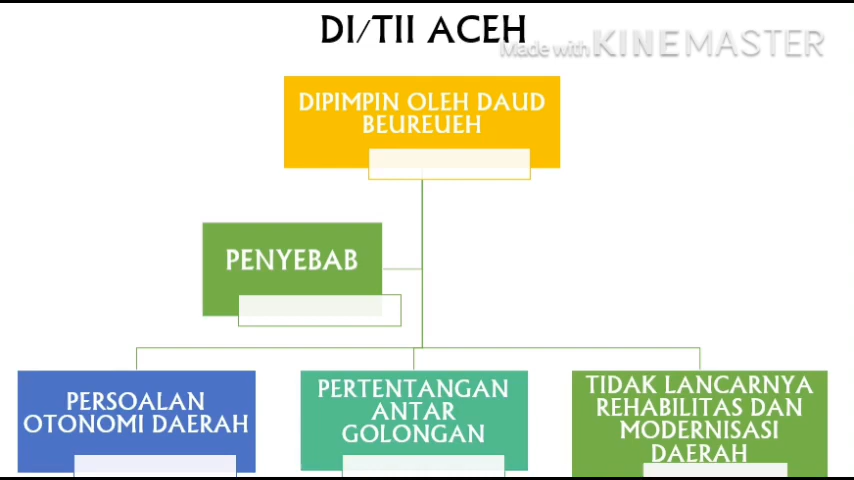 DI/TII ACEH
Made with KINEMASTER
DIPIMPIN OLEH DAUD
BEUREUEH
PENYEBAB
PERSOALAN
OTONOMI DAERAH
PERTENTANGAN
ANTAR
GOLONGAN
TIDAK LANCARNYA
REHABILITAS DAN
MODERNISASI
DAERAH